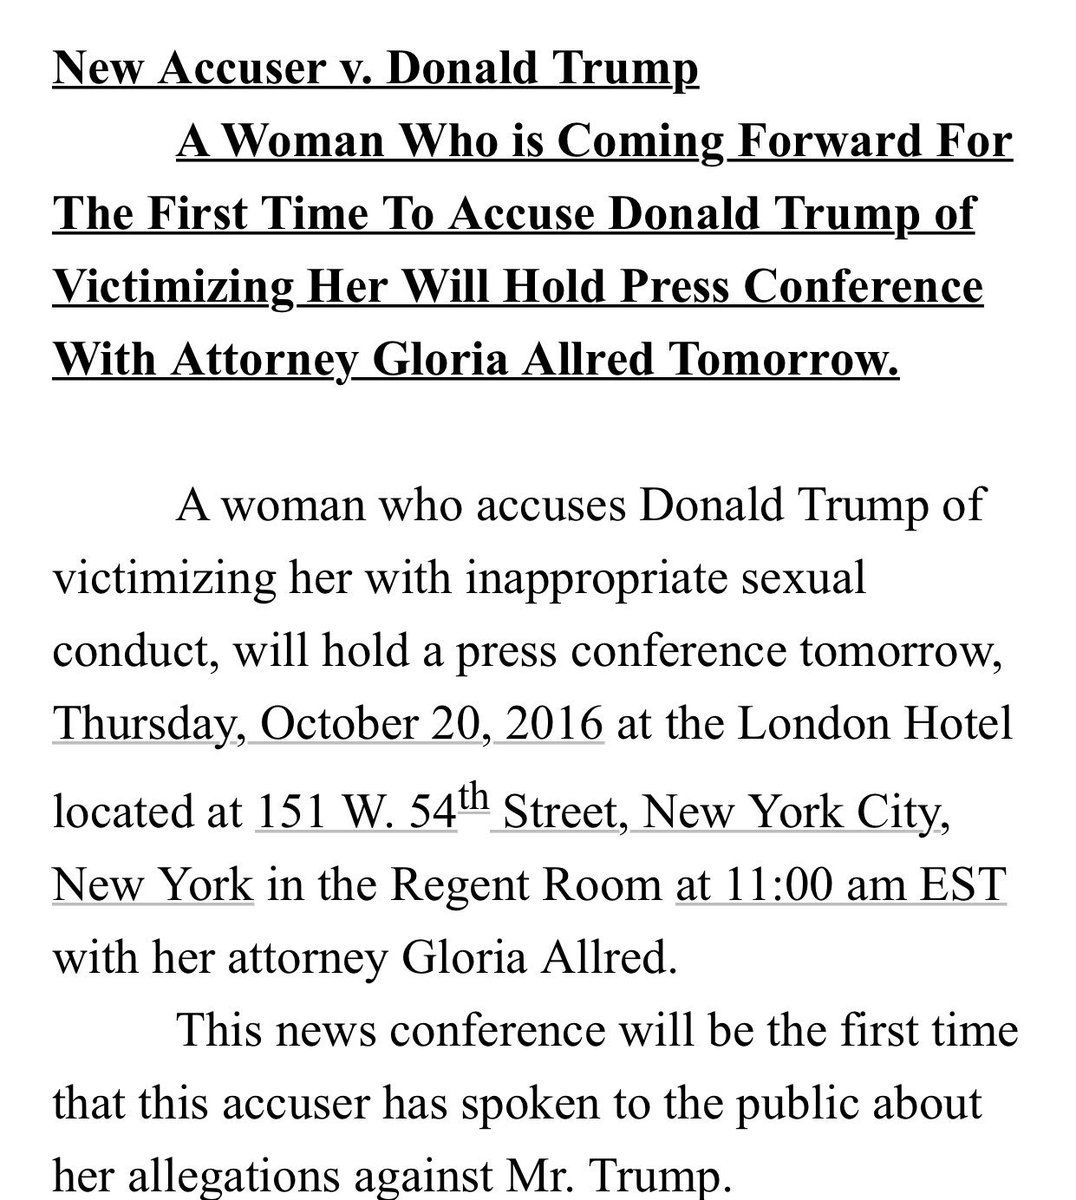 New Accuser v. Donald Trump
A Woman Who is Coming Forward For
The First Time To Accuse Donald Trump of
Victimizing Her Will Hold Press Conference
With Attorney Gloria Allred Tomorrow.
A woman who accuses Donald Trump of
victimizing her with inappropriate sexual
conduct, will hold a press conference tomorrow,
Thursday, October 20, 2016 at the London Hotel
located at 151 W. 54th Street, New York City,
New York in the Regent Room at 11:00 am EST
with her attorney Gloria Allred.
This news conference will be the first time
that this accuser has spoken to the public about
her allegations against Mr. Trump.